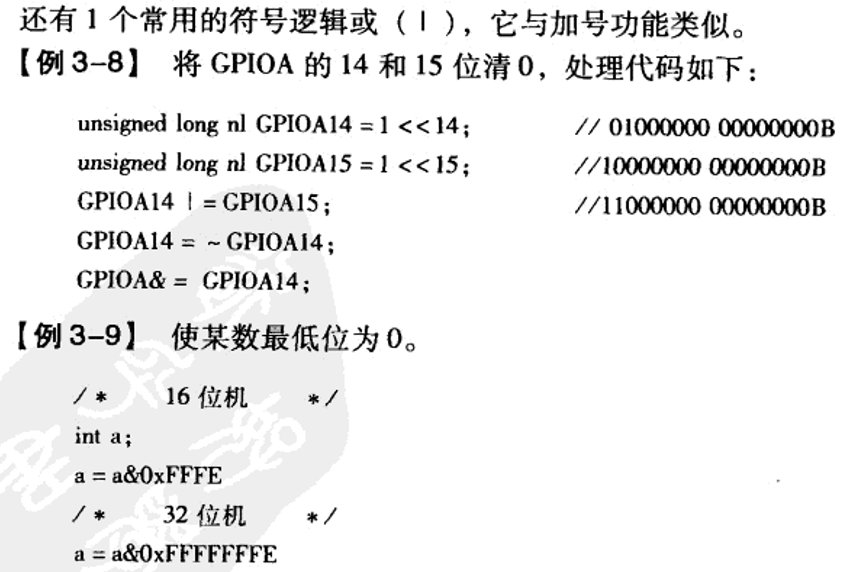 还有 1 个常用的符号逻辑或（|），它与加号功能类似。
【例 3-8】 将 GPIOA 的 14 和 15 位清 0，处理代码如下：
unsigned long nl GPIOA14 = 1 <<14; // 01000000 00000000B
unsigned long nl GPIOA15 = 1 <<15; //10000000 00000000B
GPIOA14 | = GPIOA15; //11000000 00000000B
GPIOA14 = ~ GPIOA14;
GPIOA& = GPIOA14;
【例 3-9】 使某数最低位为 0。
/* 16 位机 */
int a;
a = a&0xFFFE
/* 32 位机 */
a = a&0xFFFFFFFE